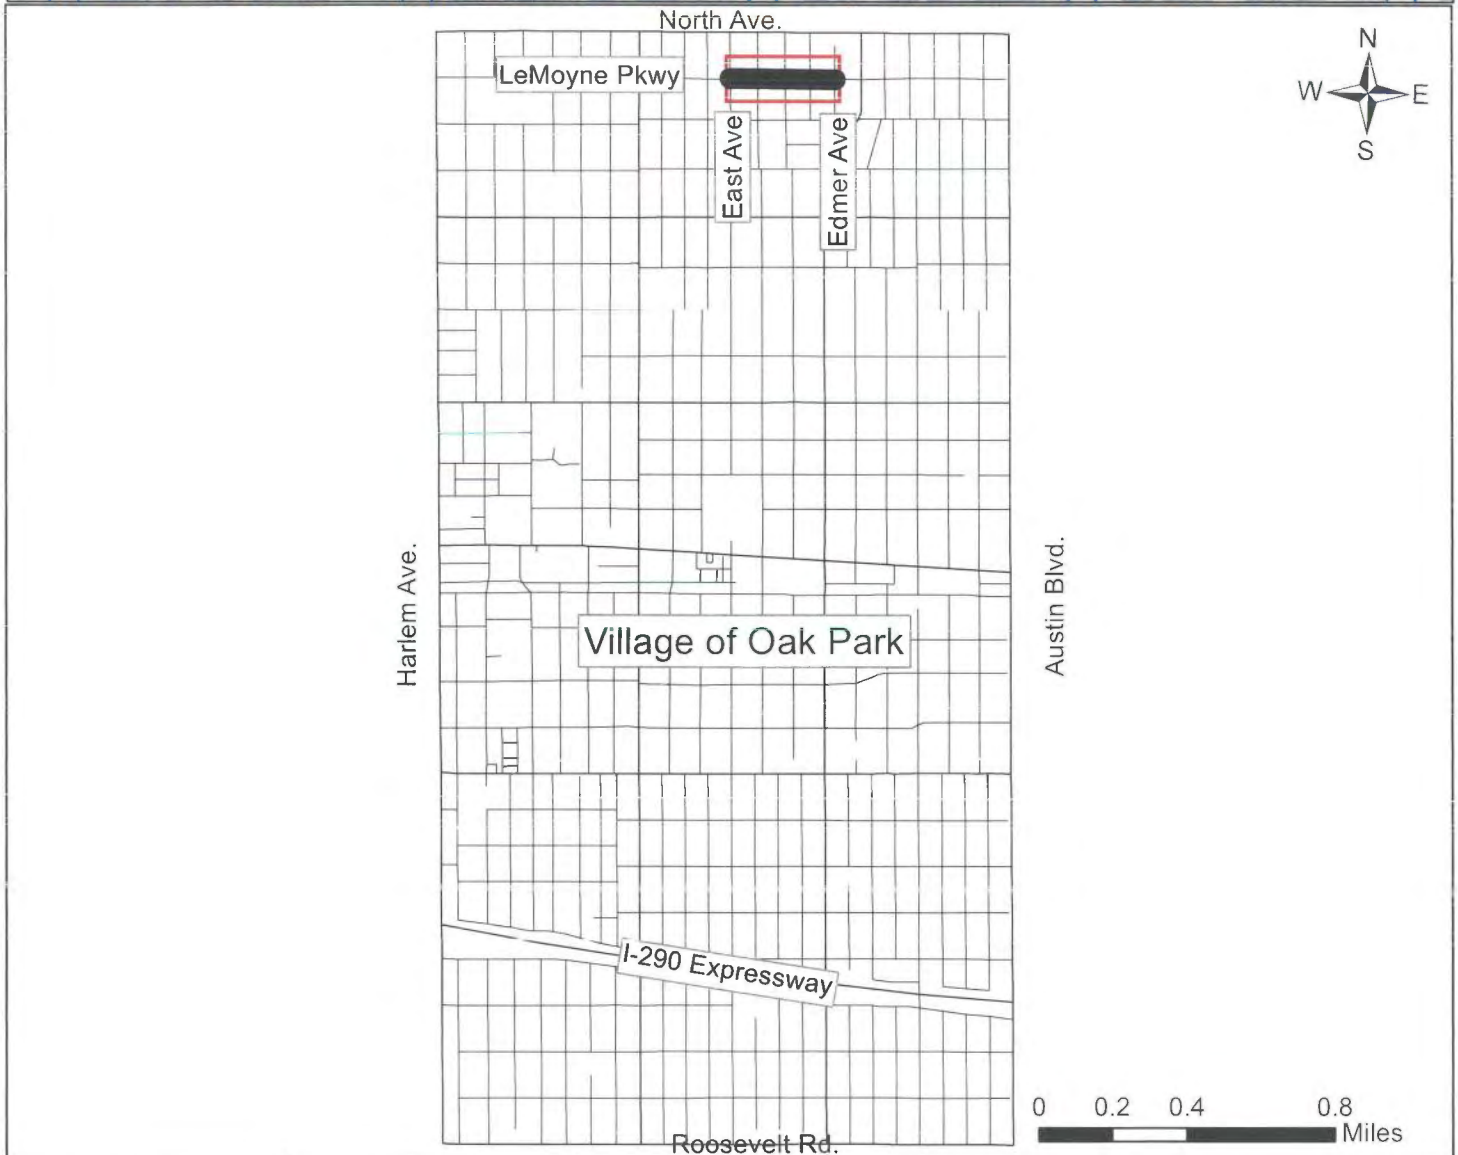 North Ave.
LeMoyne Pkwy
East Ave
Edmer Ave
N
W
E
S
Harlem Ave.
Village of Oak Park
Austin Blvd.
I-290 Expressway
0 0.2 0.4 0.8
Miles
Roosevelt Rd.